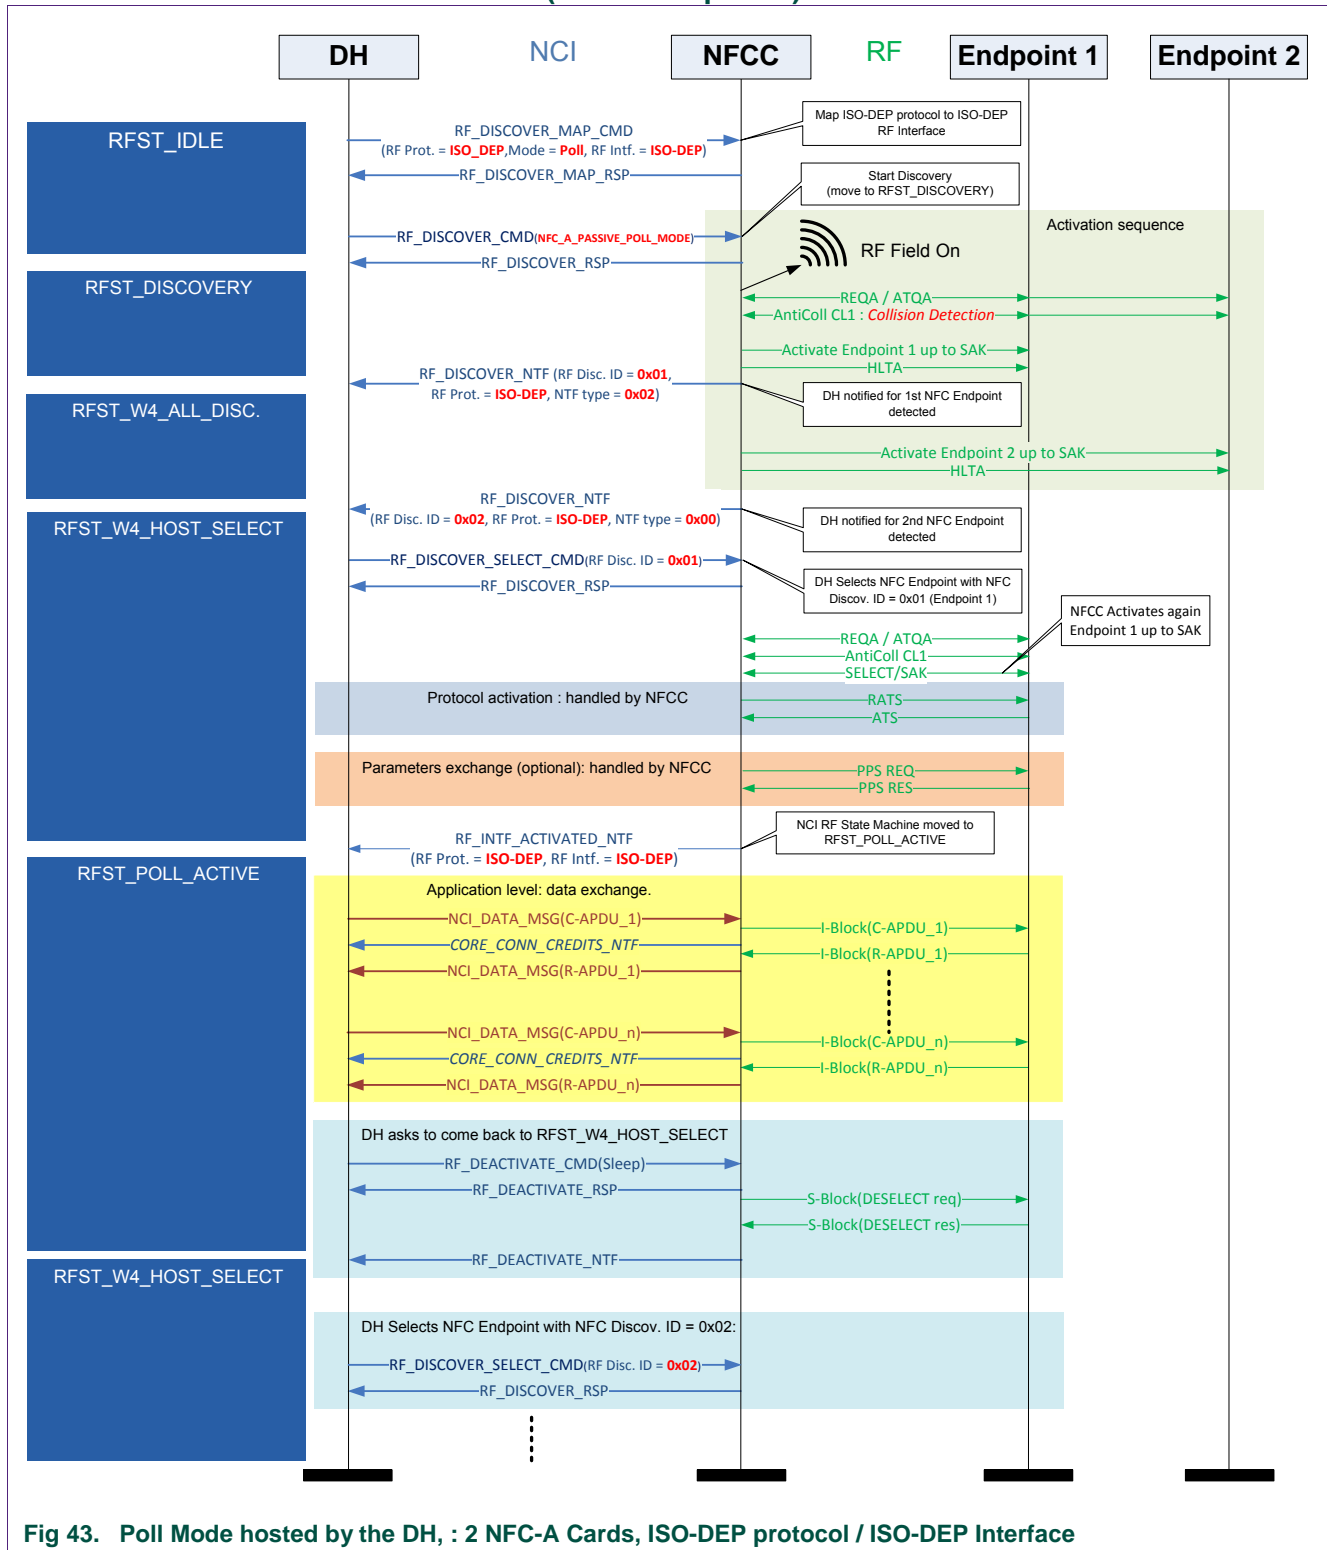 DH
NCI
NFCC
RF
Endpoint 1
Endpoint 2
RFST_IDLE
RF_DISCOVER_MAP_CMD
(RF Prot. = ISO_DEP,Mode = Poll, RF Intf. = ISO-DEP)
Map ISO-DEP protocol to ISO-DEP
RF Interface
RF_DISCOVER_MAP_RSP
Start Discovery
(move to RFST_DISCOVERY)
Activation sequence
RF_DISCOVER_CMD(NFC_A_PASSIVE_POLL_MODE)
RF Field On
RF_DISCOVER_RSP
RFST_DISCOVERY
REQA / ATQA
AntiColl CL1 : Collision Detection
Activate Endpoint 1 up to SAK
HLTA
RF_DISCOVER_NTF (RF Disc. ID = 0x01,
RF Prot. = ISO-DEP, NTF type = 0x02)
DH notified for 1st NFC Endpoint
detected
RFST_W4_ALL_DISC.
Activate Endpoint 2 up to SAK
HLTA
RF_DISCOVER_NTF
(RF Disc. ID = 0x02, RF Prot. = ISO-DEP, NTF type = 0x00)
DH notified for 2nd NFC Endpoint
detected
RFST_W4_HOST_SELECT
RF_DISCOVER_SELECT_CMD(RF Disc. ID = 0x01)
RF_DISCOVER_RSP
DH Selects NFC Endpoint with NFC
Discov. ID = 0x01 (Endpoint 1)
NFCC Activates again
Endpoint 1 up to SAK
REQA / ATQA
AntiColl CL1
SELECT/SAK
Protocol activation : handled by NFCC
RATS
ATS
Parameters exchange (optional): handled by NFCC
PPS REQ
PPS RES
RF_INTF_ACTIVATED_NTF
(RF Prot. = ISO-DEP, RF Intf. = ISO-DEP)
NCI RF State Machine moved to
RFST_POLL_ACTIVE
RFST_POLL_ACTIVE
Application level: data exchange.
NCI_DATA_MSG(C-APDU_1)
I-Block(C-APDU_1)
CORE_CONN_CREDITS_NTF
I-Block(R-APDU_1)
NCI_DATA_MSG(R-APDU_1)
NCI_DATA_MSG(C-APDU_n)
I-Block(C-APDU_n)
CORE_CONN_CREDITS_NTF
I-Block(R-APDU_n)
NCI_DATA_MSG(R-APDU_n)
DH asks to come back to RFST_W4_HOST_SELECT
RF_DEACTIVATE_CMD(Sleep)
RF_DEACTIVATE_RSP
S-Block(DESELECT req)
S-Block(DESELECT res)
RF_DEACTIVATE_NTF
RFST_W4_HOST_SELECT
DH Selects NFC Endpoint with NFC Discov. ID = 0x02:
RF_DISCOVER_SELECT_CMD(RF Disc. ID = 0x02)
RF_DISCOVER_RSP
Fig 43. Poll Mode hosted by the DH, : 2 NFC-A Cards, ISO-DEP protocol / ISO-DEP Interface